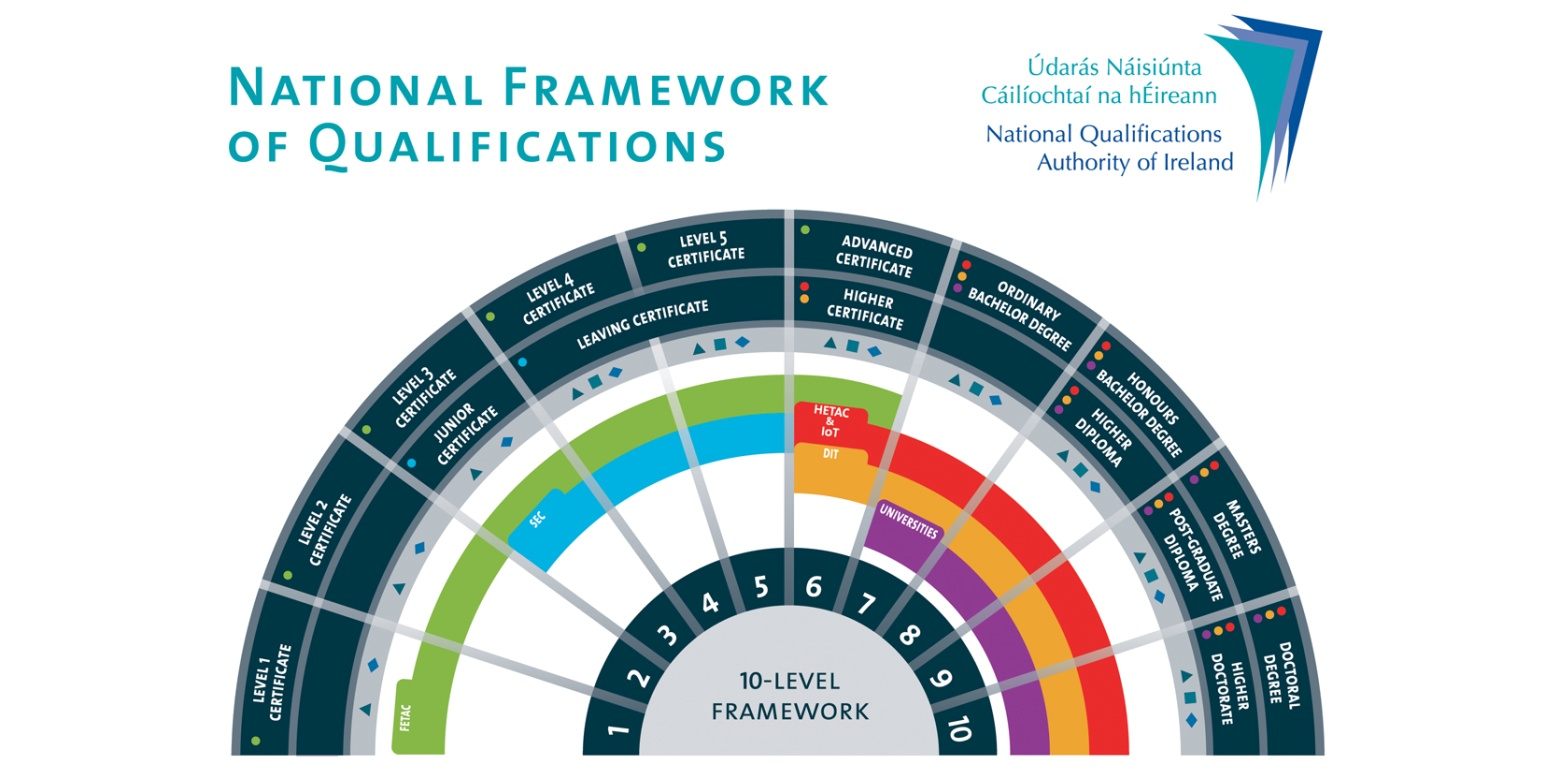 NATIONAL FRAMEWORK
OF QUALIFICATIONS
Údarás Náisiúnta
Cáilíochtaí na hÉireann
National Qualifications
Authority of Ireland
LEVEL 1
CERTIFICATE
LEVEL 2
CERTIFICATE
LEVEL 3
CERTIFICATE
LEVEL 4
CERTIFICATE
LEVEL 5
CERTIFICATE
ADVANCED
CERTIFICATE
ORDINARY
BACHELOR DEGREE
HONOURS
BACHELOR DEGREE
MASTERS
DEGREE
DOCTORAL
DEGREE
JUNIOR
CERTIFICATE
LEAVING CERTIFICATE
HIGHER
CERTIFICATE
HIGHER
DIPLOMA
POST-GRADUATE
DIPLOMA
HIGHER
DOCTORATE
FETAC
SEC
HETAC
&
IoT
DIT
UNIVERSITIES
1
2
3
4
5
6
7
8
9
10
10-LEVEL
FRAMEWORK